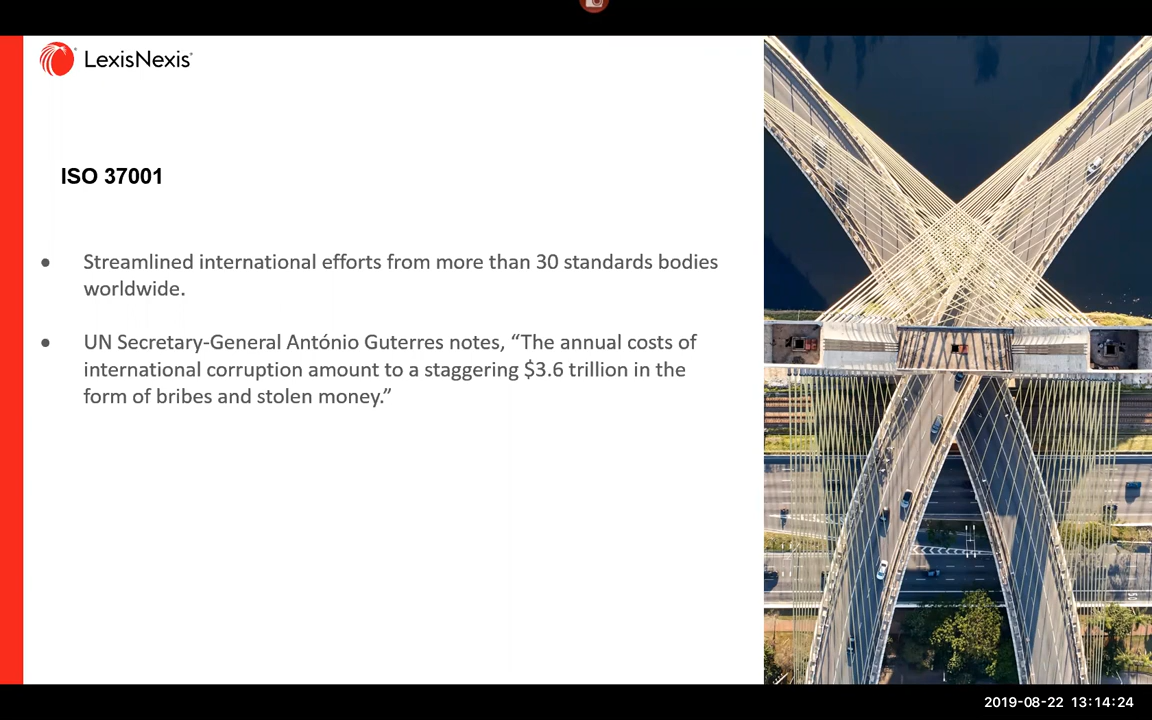 LexisNexis
ISO 37001
● Streamlined international efforts from more than 30 standards bodies
worldwide.
● UN Secretary-General António Guterres notes, “The annual costs of
international corruption amount to a staggering $3.6 trillion in the
form of bribes and stolen money.”
2019-08-22 13:14:24